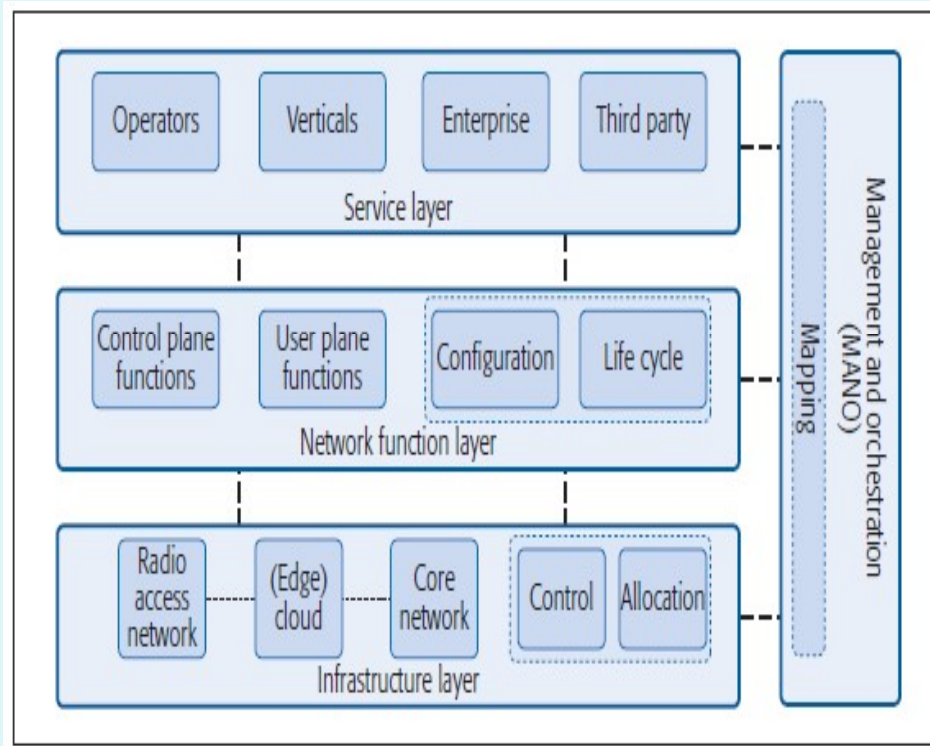 Operators
Verticals
Enterprise
Third party
Service layer
Control plane
functions
User plane
functions
Configuration
Life cycle
Network function layer
Radio
access
network
(Edge)
cloud
Core
network
Control
Allocation
Infrastructure layer
Mapping
Management and orchestration
(MANO)